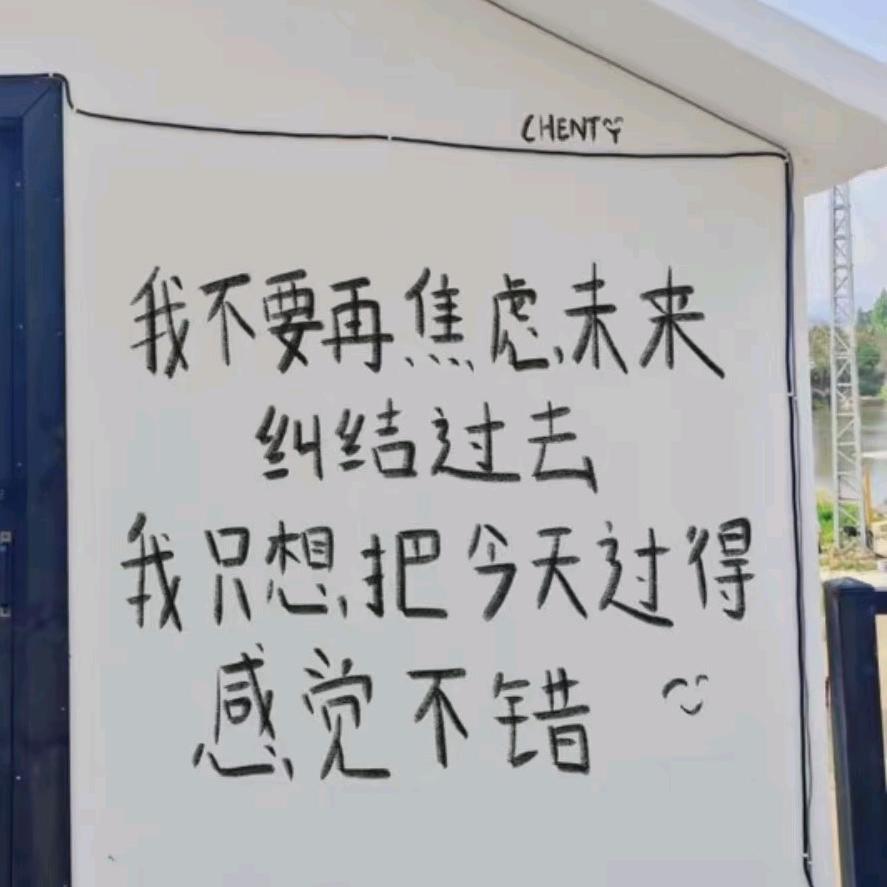 CHENT
我不要再焦虑未来
纠结过去
我只想把今天过得
感觉不错